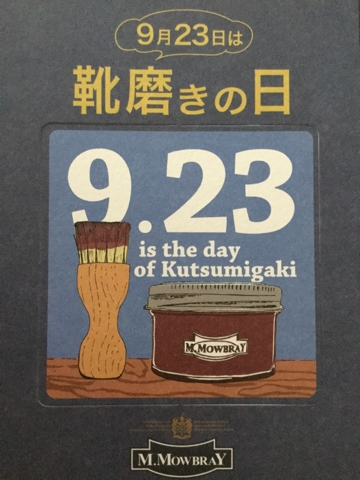 9月23日は
靴磨きの日
9.23
is the day
of Kutsumigaki
M.MOWBRAY
M.MOWBRAY